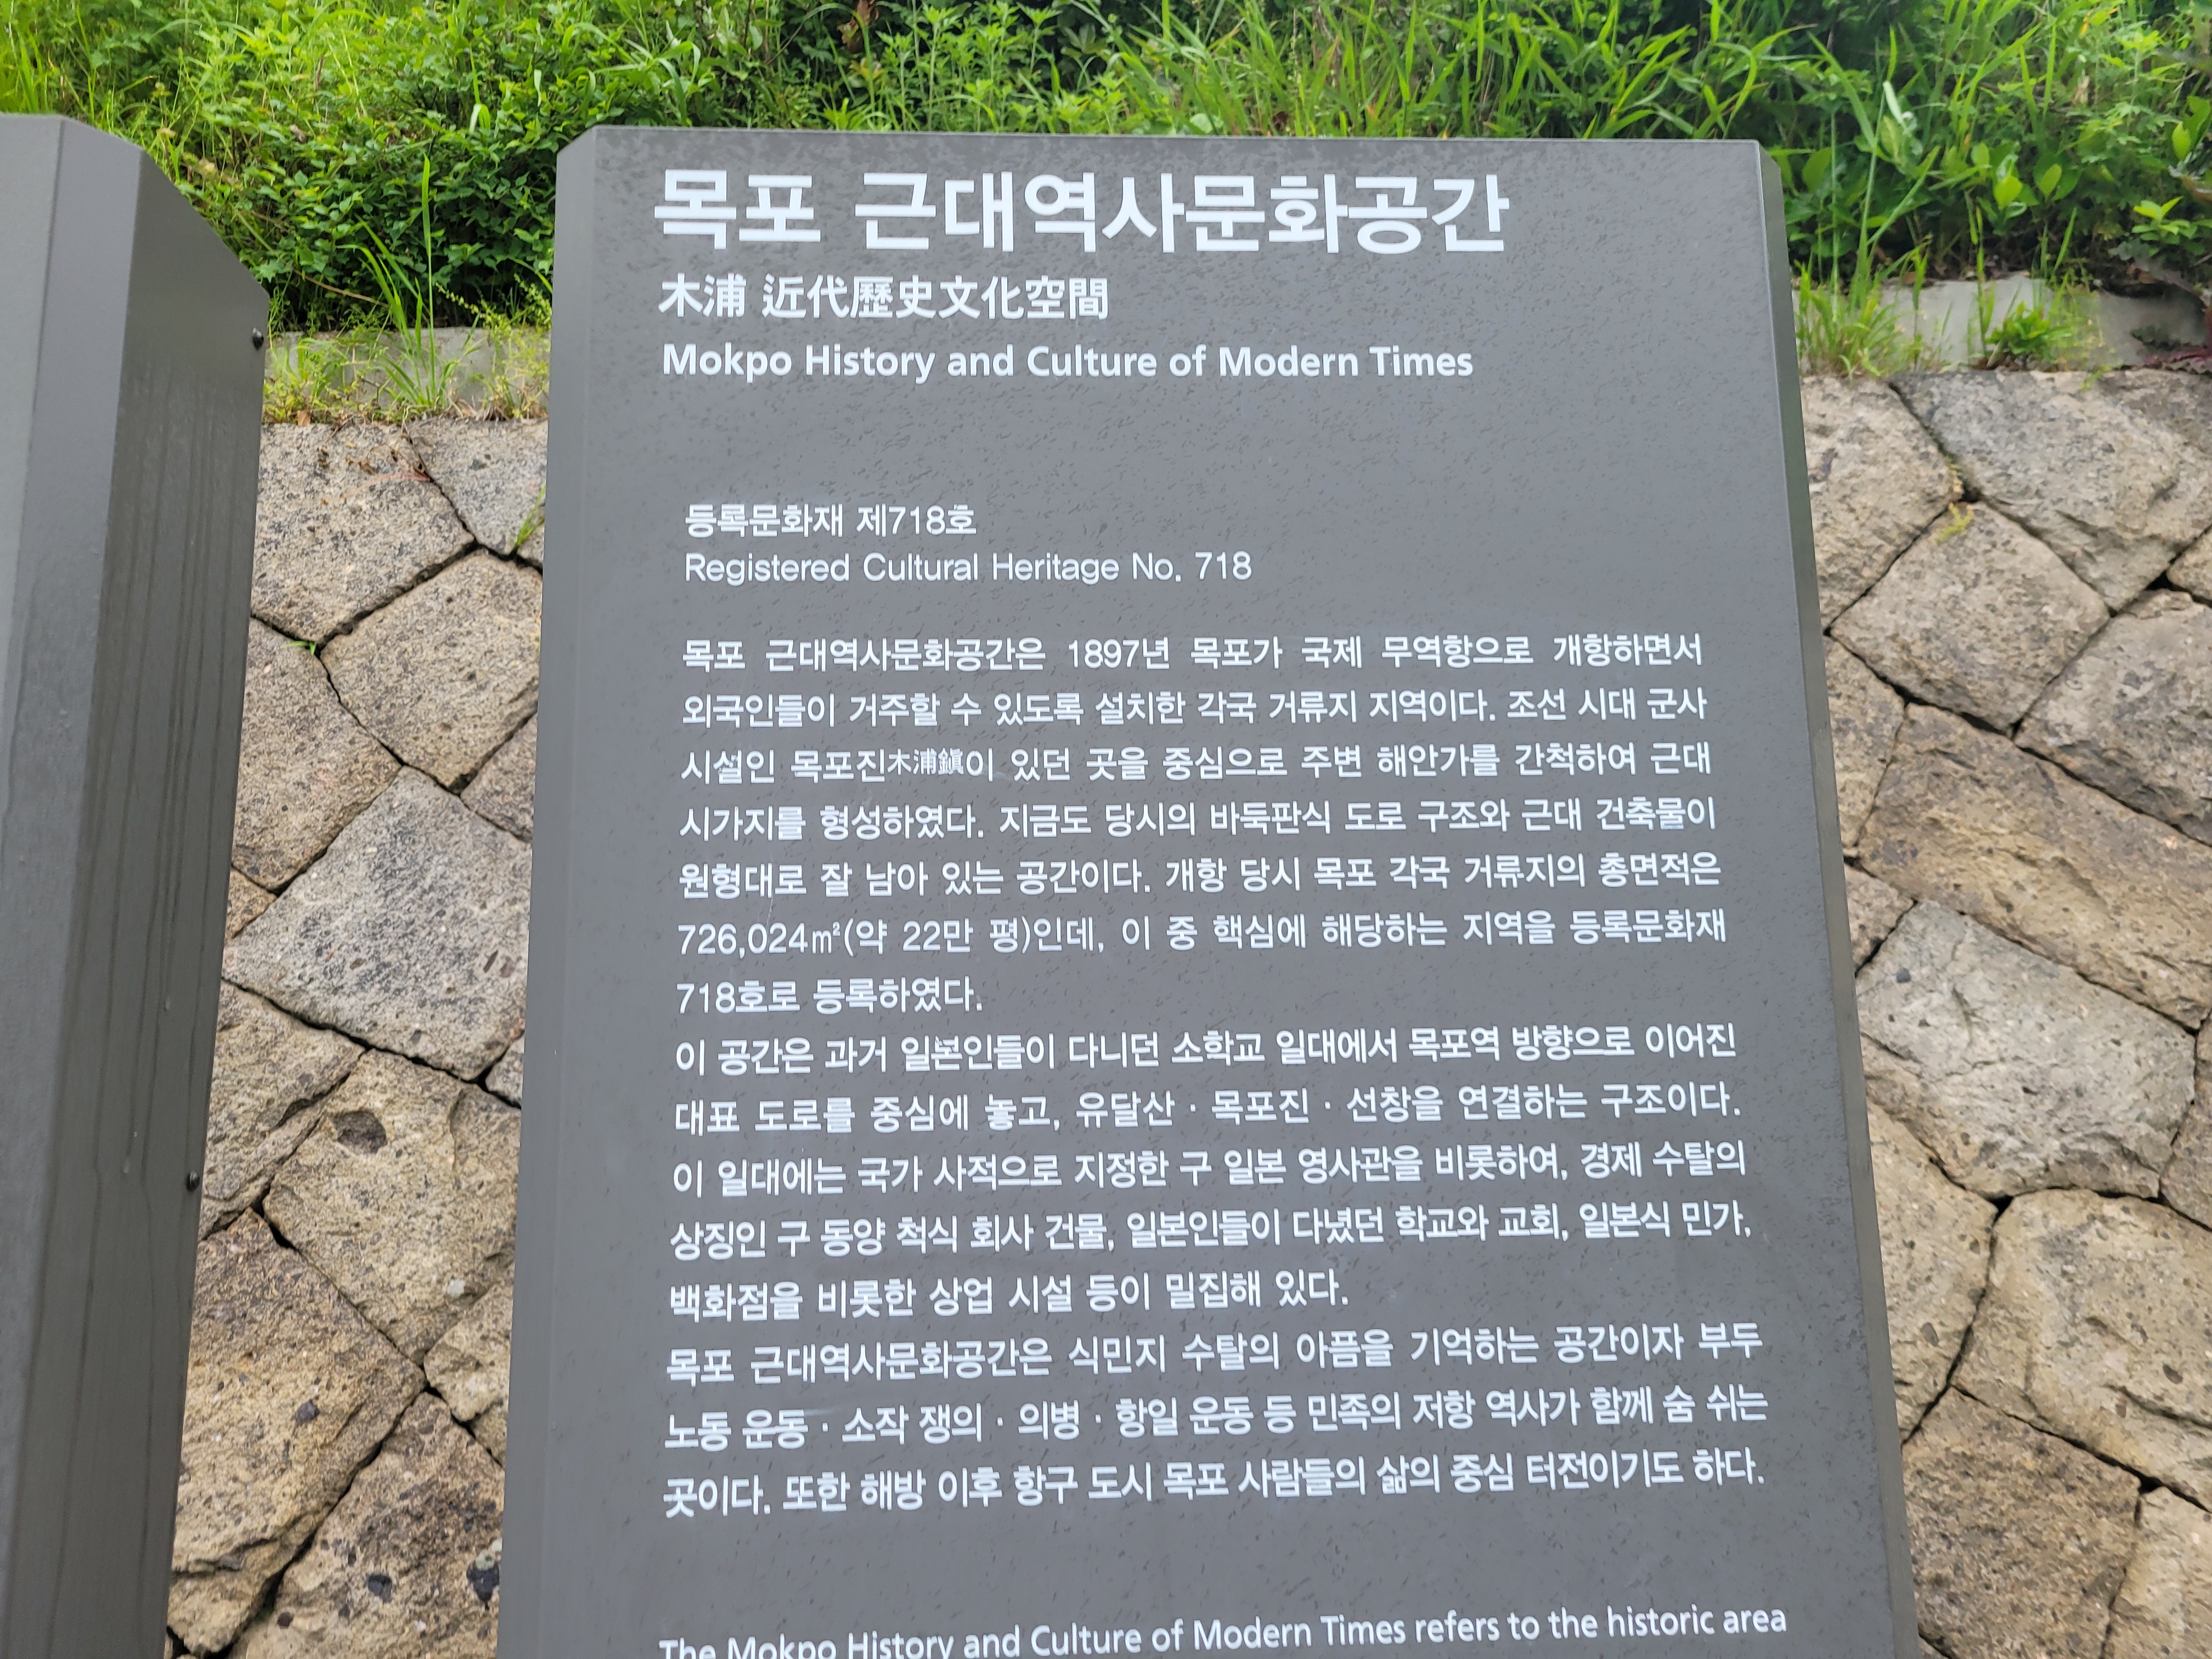 목포 근대역사문화공간
木浦 近代歷史文化空間
Mokpo History and Culture of Modern Times
등록문화재 제718호
Registered Cultural Heritage No. 718
목포 근대역사문화공간은 1897년 목포가 국제 무역항으로 개항하면서
외국인들이 거주할 수 있도록 설치한 각국 거류지 지역이다. 조선 시대 군사
시설인 목포진木浦鎭이 있던 곳을 중심으로 주변 해안가를 간척하여 근대
시가지를 형성하였다. 지금도 당시의 바둑판식 도로 구조와 근대 건축물이
원형대로 잘 남아 있는 공간이다. 개항 당시 목포 각국 거류지의 총면적은
726,024㎡(약 22만 평)인데, 이 중 핵심에 해당하는 지역을 등록문화재
718호로 등록하였다.
이 공간은 과거 일본인들이 다니던 소학교 일대에서 목포역 방향으로 이어진
대표 도로를 중심에 놓고, 유달산 · 목포진 · 선창을 연결하는 구조이다.
이 일대에는 국가 사적으로 지정한 구 일본 영사관을 비롯하여, 경제 수탈의
상징인 구 동양 척식 회사 건물, 일본인들이 다녔던 학교와 교회, 일본식 민가,
백화점을 비롯한 상업 시설 등이 밀집해 있다.
목포 근대역사문화공간은 식민지 수탈의 아픔을 기억하는 공간이자 부두
노동 운동 · 소작 쟁의 · 의병 · 항일 운동 등 민족의 저항 역사가 함께 숨 쉬는
곳이다. 또한 해방 이후 항구 도시 목포 사람들의 삶의 중심 터전이기도 하다.
The Mokpo History and Culture of Modern Times refers to the historic area